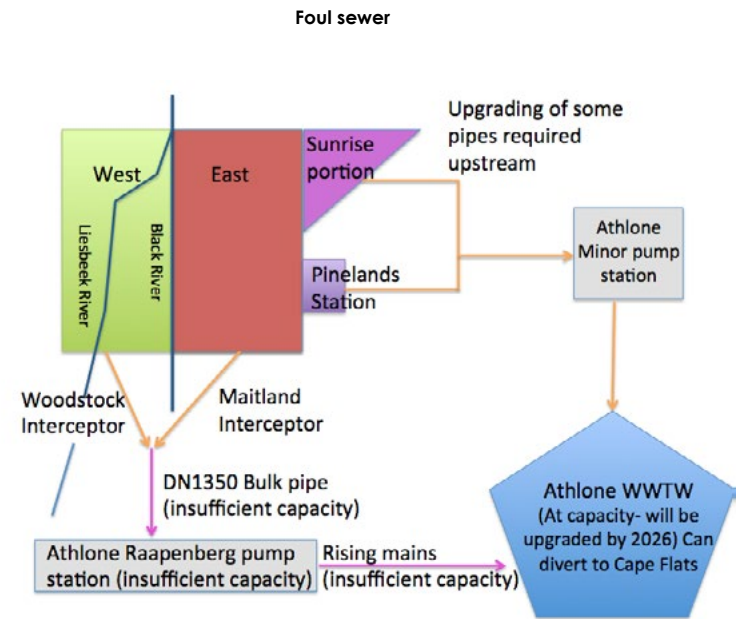 Foul sewer
Upgrading of some
pipes required
upstream
Sunrise
portion
West
East
Athlone
Minor pump
station
Liesbeek River
Black River
Pinelands
Station
Woodstock
Interceptor
Maitland
Interceptor
DN1350 Bulk pipe
(insufficient capacity)
Athlone WWTW
(At capacity- will be
upgraded by 2026) Can
divert to Cape Flats
Athlone Raapenberg pump
station (insufficient capacity)
Rising mains
(insufficient capacity)